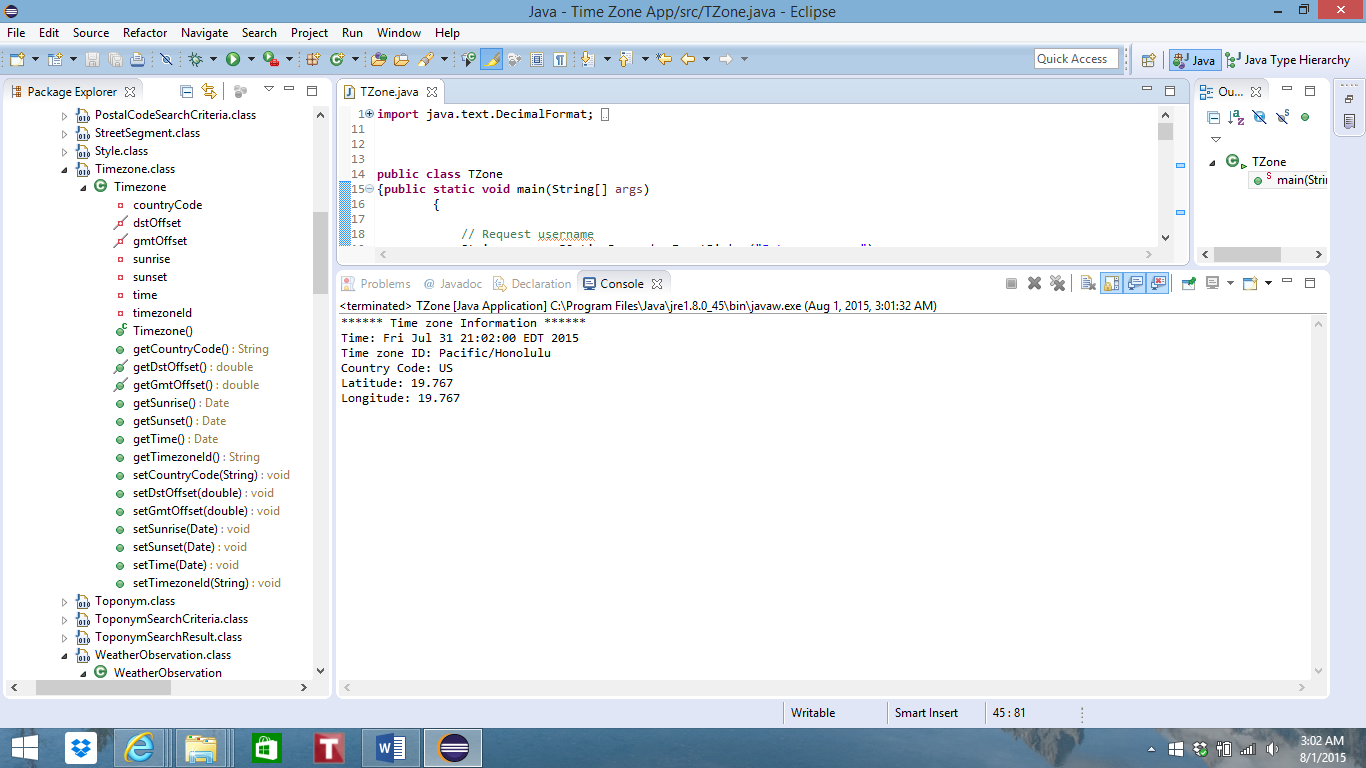 Java - Time Zone App/src/TZone.java - Eclipse
File Edit Source Refactor Navigate Search Project Run Window Help
Quick Access
Java
Java Type Hierarchy
Package Explorer
PostalCodeSearchCriteria.class
StreetSegment.class
Style.class
Timezone.class
Timezone
countryCode
dstOffset
gmtOffset
sunrise
sunset
time
timezoneId
Timezone()
getCountryCode() : String
getDstOffset() : double
getGmtOffset() : double
getSunrise() : Date
getSunset() : Date
getTime() : Date
getTimezoneId() : String
setCountryCode(String) : void
setDstOffset(double) : void
setGmtOffset(double) : void
setSunrise(Date) : void
setSunset(Date) : void
setTime(Date) : void
setTimezoneId(String) : void
Toponym.class
ToponymSearchCriteria.class
ToponymSearchResult.class
WeatherObservation.class
WeatherObservation
TZone.java
1 import java.text.DecimalFormat;
11
12
13
14 public class TZone
15 {public static void main(String[] args)
16 {
17
18 // Request username
Ou...
TZone
main(Stri
Problems @ Javadoc Declaration Console
<terminated> TZone [Java Application] C:\Program Files\Java\jre1.8.0_45\bin\javaw.exe (Aug 1, 2015, 3:01:32 AM)
****** Time zone Information ******
Time: Fri Jul 31 21:02:00 EDT 2015
Time zone ID: Pacific/Honolulu
Country Code: US
Latitude: 19.767
Longitude: 19.767
Writable
Smart Insert
45 : 81
3:02 AM
8/1/2015